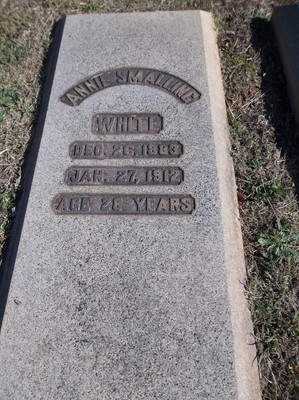 ANNIE SMALLING
WHITE
DEC. 26, 1883
JAN. 27, 1912
AGE 28 YEARS